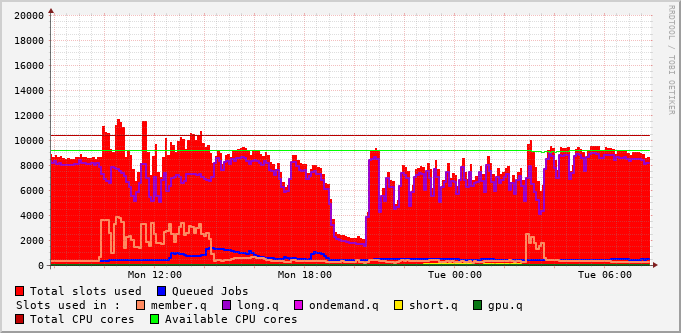 RRDTOOL / TOBI OETIKER
20000
18000
16000
14000
12000
10000
8000
6000
4000
2000
0
Mon 12:00 Mon 18:00 Tue 00:00 Tue 06:00
Total slots used Queued Jobs
Slots used in : member.q long.q ondemand.q short.q gpu.q
Total CPU cores Available CPU cores